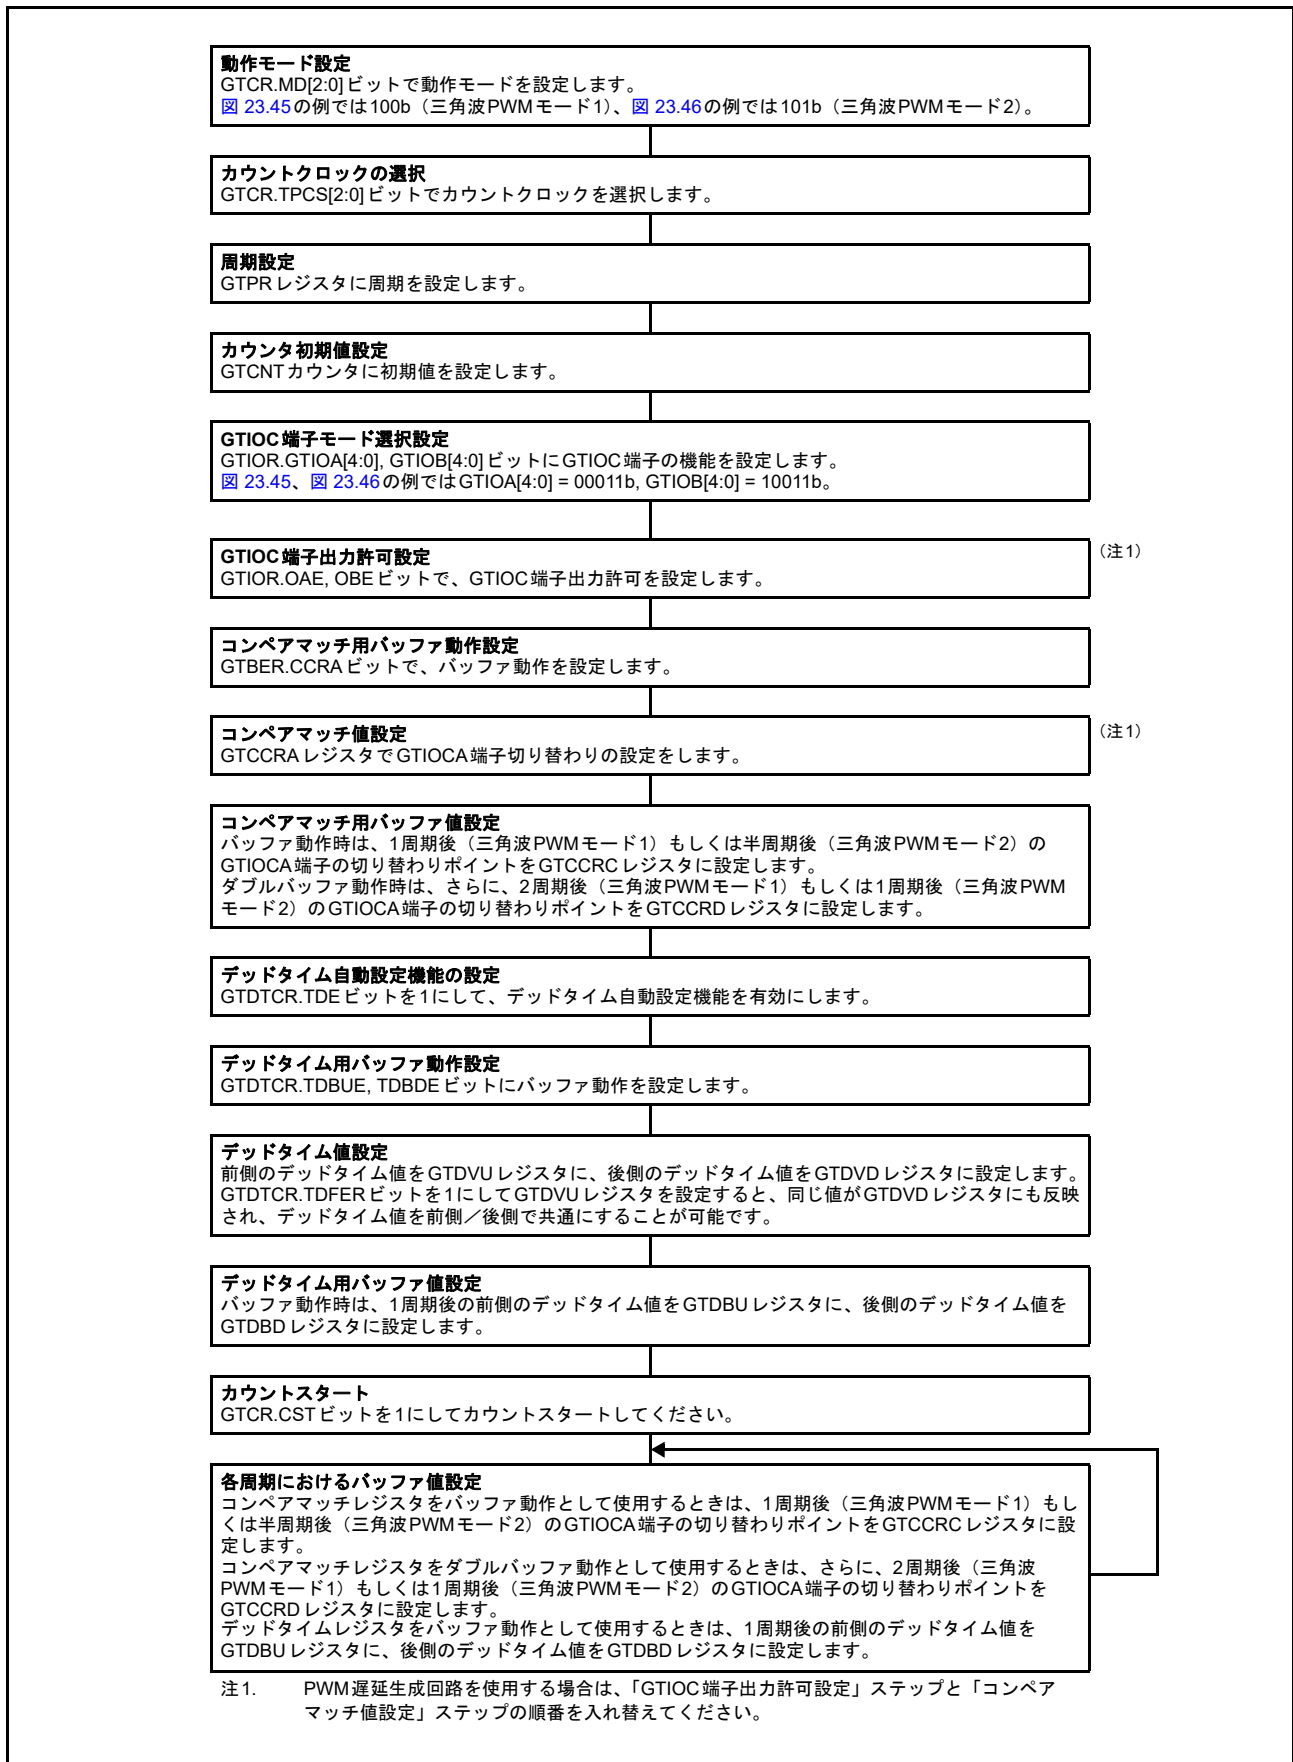 動作モード設定
GTCR.MD[2:0]ビットで動作モードを設定します。
図 23.45の例では100b（三角波PWMモード1）、図 23.46の例では101b（三角波PWMモード2）。
カウントクロックの選択
GTCR.TPCS[2:0]ビットでカウントクロックを選択します。
周期設定
GTPRレジスタに周期を設定します。
カウンタ初期値設定
GTCNTカウンタに初期値を設定します。
GTIOC端子モード選択設定
GTIOR.GTIOA[4:0], GTIOB[4:0]ビットにGTIOC端子の機能を設定します。
図 23.45、図 23.46の例ではGTIOA[4:0] = 00011b, GTIOB[4:0] = 10011b。
GTIOC端子出力許可設定 （注1）
GTIOR.OAE, OBEビットで、GTIOC端子出力許可を設定します。
コンペアマッチ用バッファ動作設定
GTBER.CCRAビットで、バッファ動作を設定します。
コンペアマッチ値設定 （注1）
GTCCRAレジスタでGTIOCA端子切り替わりの設定をします。
コンペアマッチ用バッファ値設定
バッファ動作時は、1周期後（三角波PWMモード1）もしくは半周期後（三角波PWMモード2）の
GTIOCA端子の切り替わりポイントをGTCCRCレジスタに設定します。
ダブルバッファ動作時は、さらに、2周期後（三角波PWMモード1）もしくは1周期後（三角波PWM
モード2）のGTIOCA端子の切り替わりポイントをGTCCRDレジスタに設定します。
デッドタイム自動設定機能の設定
GTDTCR.TDEビットを1にして、デッドタイム自動設定機能を有効にします。
デッドタイム用バッファ動作設定
GTDTCR.TDBUE, TDBDEビットにバッファ動作を設定します。
デッドタイム値設定
前側のデッドタイム値をGTDVUレジスタに、後側のデッドタイム値をGTDVDレジスタに設定します。
GTDTCR.TDFERビットを1にしてGTDVUレジスタを設定すると、同じ値がGTDVDレジスタにも反映
され、デッドタイム値を前側／後側で共通にすることが可能です。
デッドタイム用バッファ値設定
バッファ動作時は、1周期後の前側のデッドタイム値をGTDBUレジスタに、後側のデッドタイム値を
GTDBDレジスタに設定します。
カウントスタート
GTCR.CSTビットを1にしてカウントスタートしてください。
各周期におけるバッファ値設定
コンペアマッチレジスタをバッファ動作として使用するときは、1周期後（三角波PWMモード1）もし
くは半周期後（三角波PWMモード2）のGTIOCA端子の切り替わりポイントをGTCCRCレジスタに設
定します。
コンペアマッチレジスタをダブルバッファ動作として使用するときは、さらに、2周期後（三角波
PWMモード1）もしくは1周期後（三角波PWMモード2）のGTIOCA端子の切り替わりポイントを
GTCCRDレジスタに設定します。
デッドタイムレジスタをバッファ動作として使用するときは、1周期後の前側のデッドタイム値を
GTDBUレジスタに、後側のデッドタイム値をGTDBDレジスタに設定します。
注1. PWM遅延生成回路を使用する場合は、「GTIOC端子出力許可設定」ステップと「コンペア
マッチ値設定」ステップの順番を入れ替えてください。